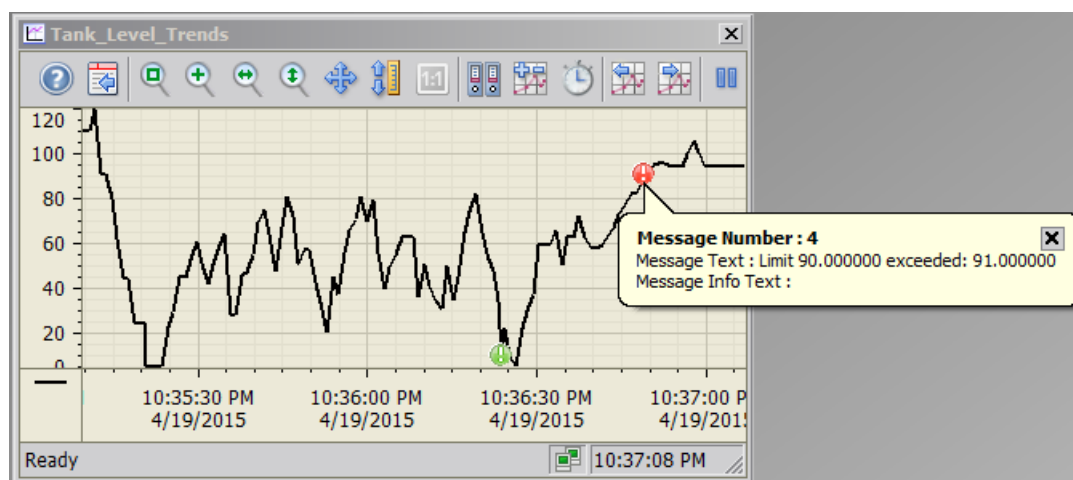 Tank_Level_Trends
1:1
120
100
80
60
40
20
0
Message Number : 4
Message Text : Limit 90.000000 exceeded: 91.000000
Message Info Text :
10:35:30 PM 10:36:00 PM 10:36:30 PM 10:37:00 P
4/19/2015 4/19/2015 4/19/2015 4/19/201
Ready 10:37:08 PM